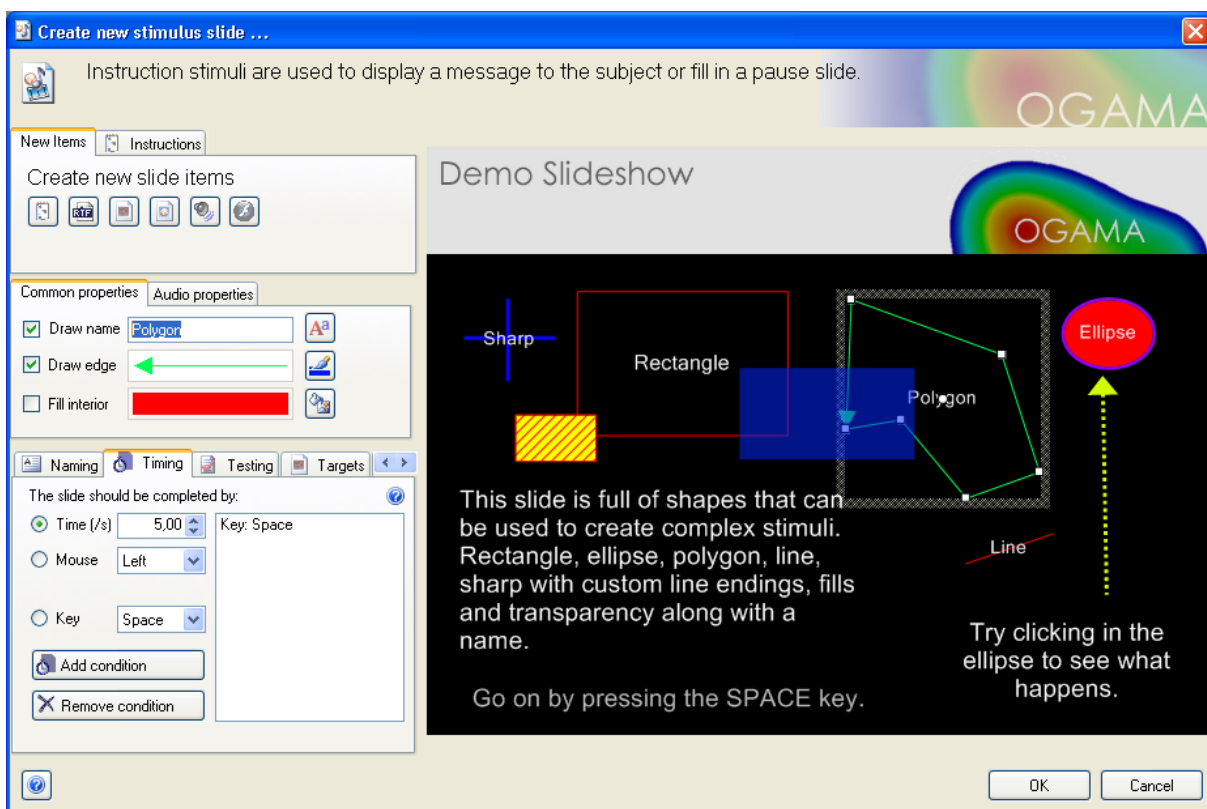 Create new stimulus slide ...
Instruction stimuli are used to display a message to the subject or fill in a pause slide.
OGAMA
New Items
Instructions
Create new slide items
RTF
Common properties
Audio properties
Draw name
Polygon
Aa
Draw edge
Fill interior
Naming
Timing
Testing
Targets
The slide should be completed by:
Time (/s)
5,00
Key: Space
Mouse
Left
Key
Space
Add condition
Remove condition
Demo Slideshow
OGAMA
Sharp
Rectangle
Polygon
Ellipse
This slide is full of shapes that can
be used to create complex stimuli.
Rectangle, ellipse, polygon, line,
sharp with custom line endings, fills
and transparency along with a
name.
Line
Try clicking in the
ellipse to see what
happens.
Go on by pressing the SPACE key.
OK
Cancel